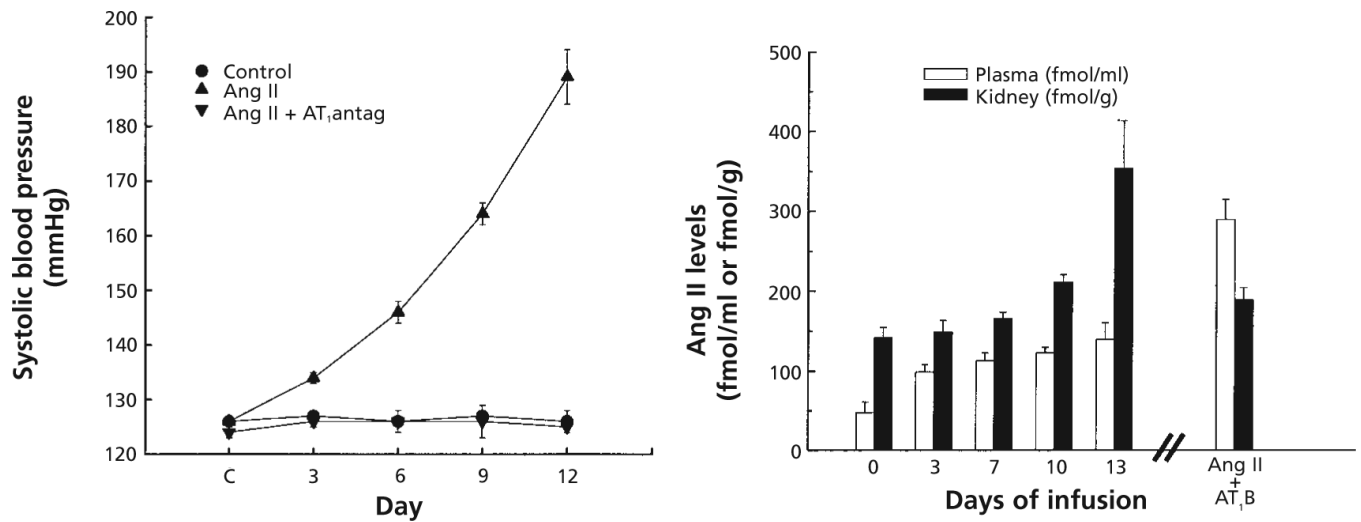 200
190
180
170
160
150
140
130
120
Systolic blood pressure
(mmHg)
Control
Ang II
Ang II + AT₁antag
C 3 6 9 12
Day
500
400
300
200
100
0
Ang II levels
(fmol/ml or fmol/g)
Plasma (fmol/ml)
Kidney (fmol/g)
0 3 7 10 13
Days of infusion
Ang II
+
AT₁B